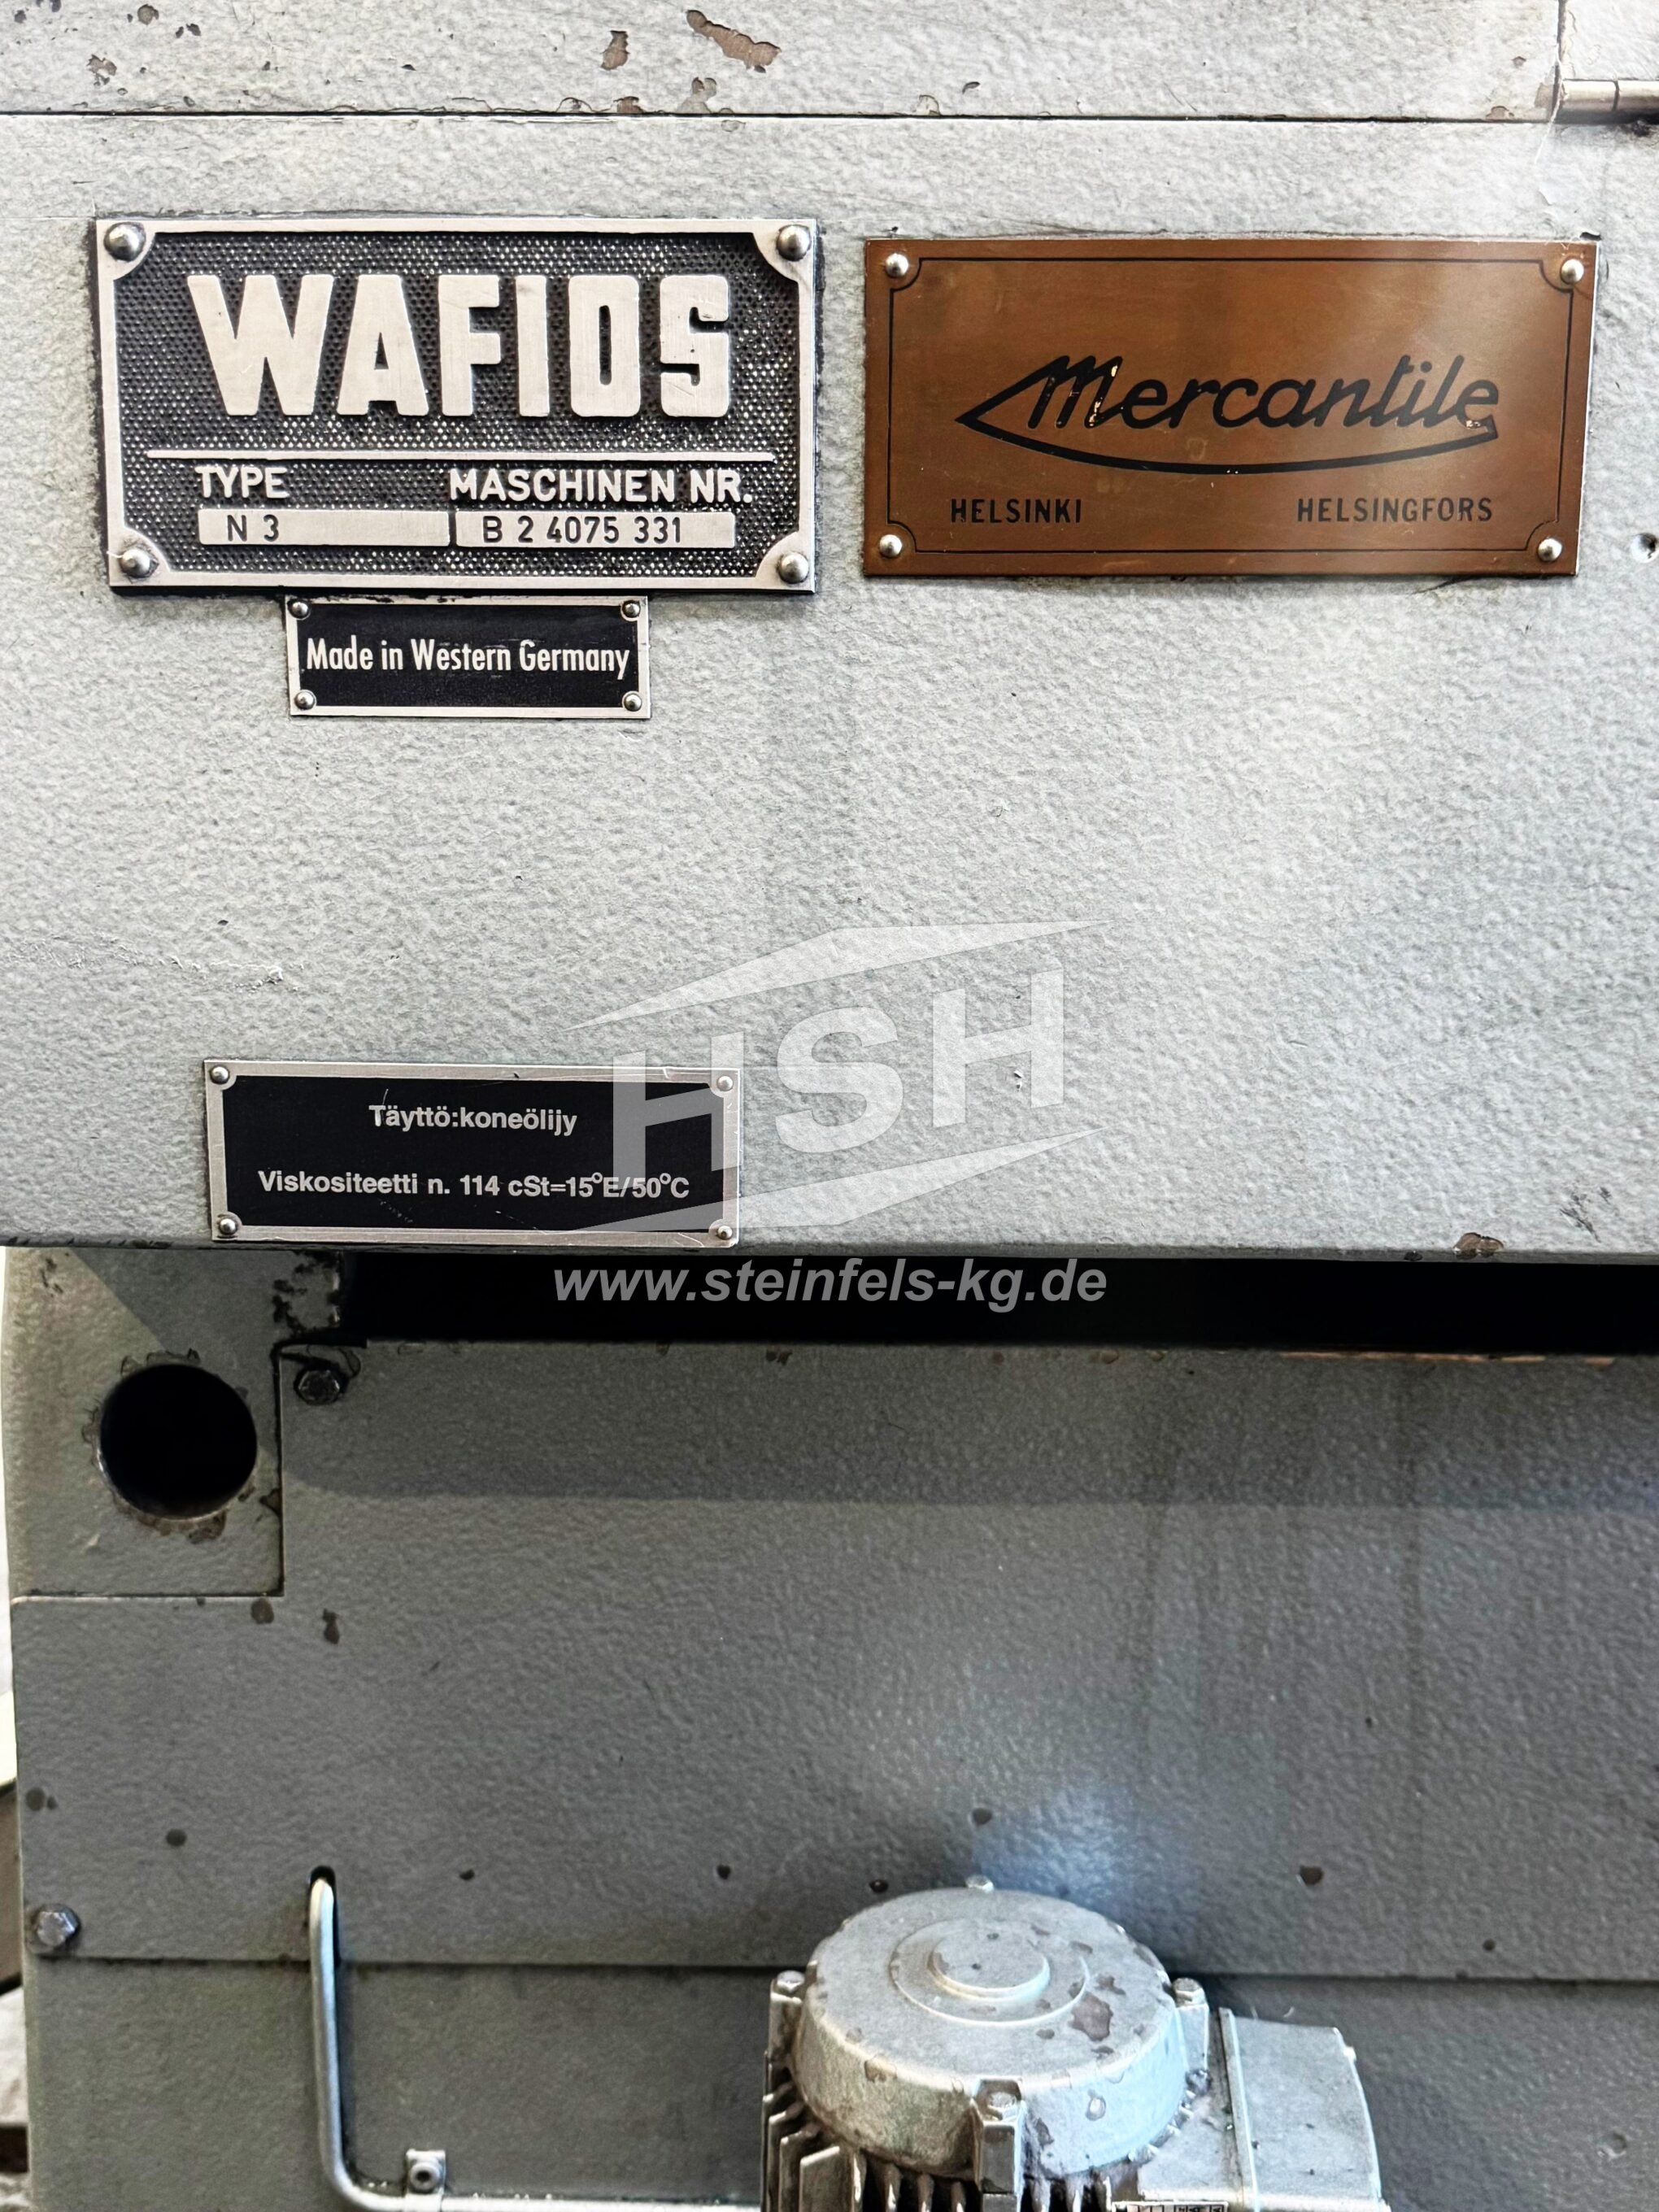 WAFIOS
TYPE MASCHINEN NR.
N 3 B 2 4075 331
Made in Western Germany
Mercantile
HELSINKI HELSINGFORS
Täyttö:koneölijy
Viskositeetti n. 114 cSt=15°E/50°C
HSH
www.steinfels-kg.de